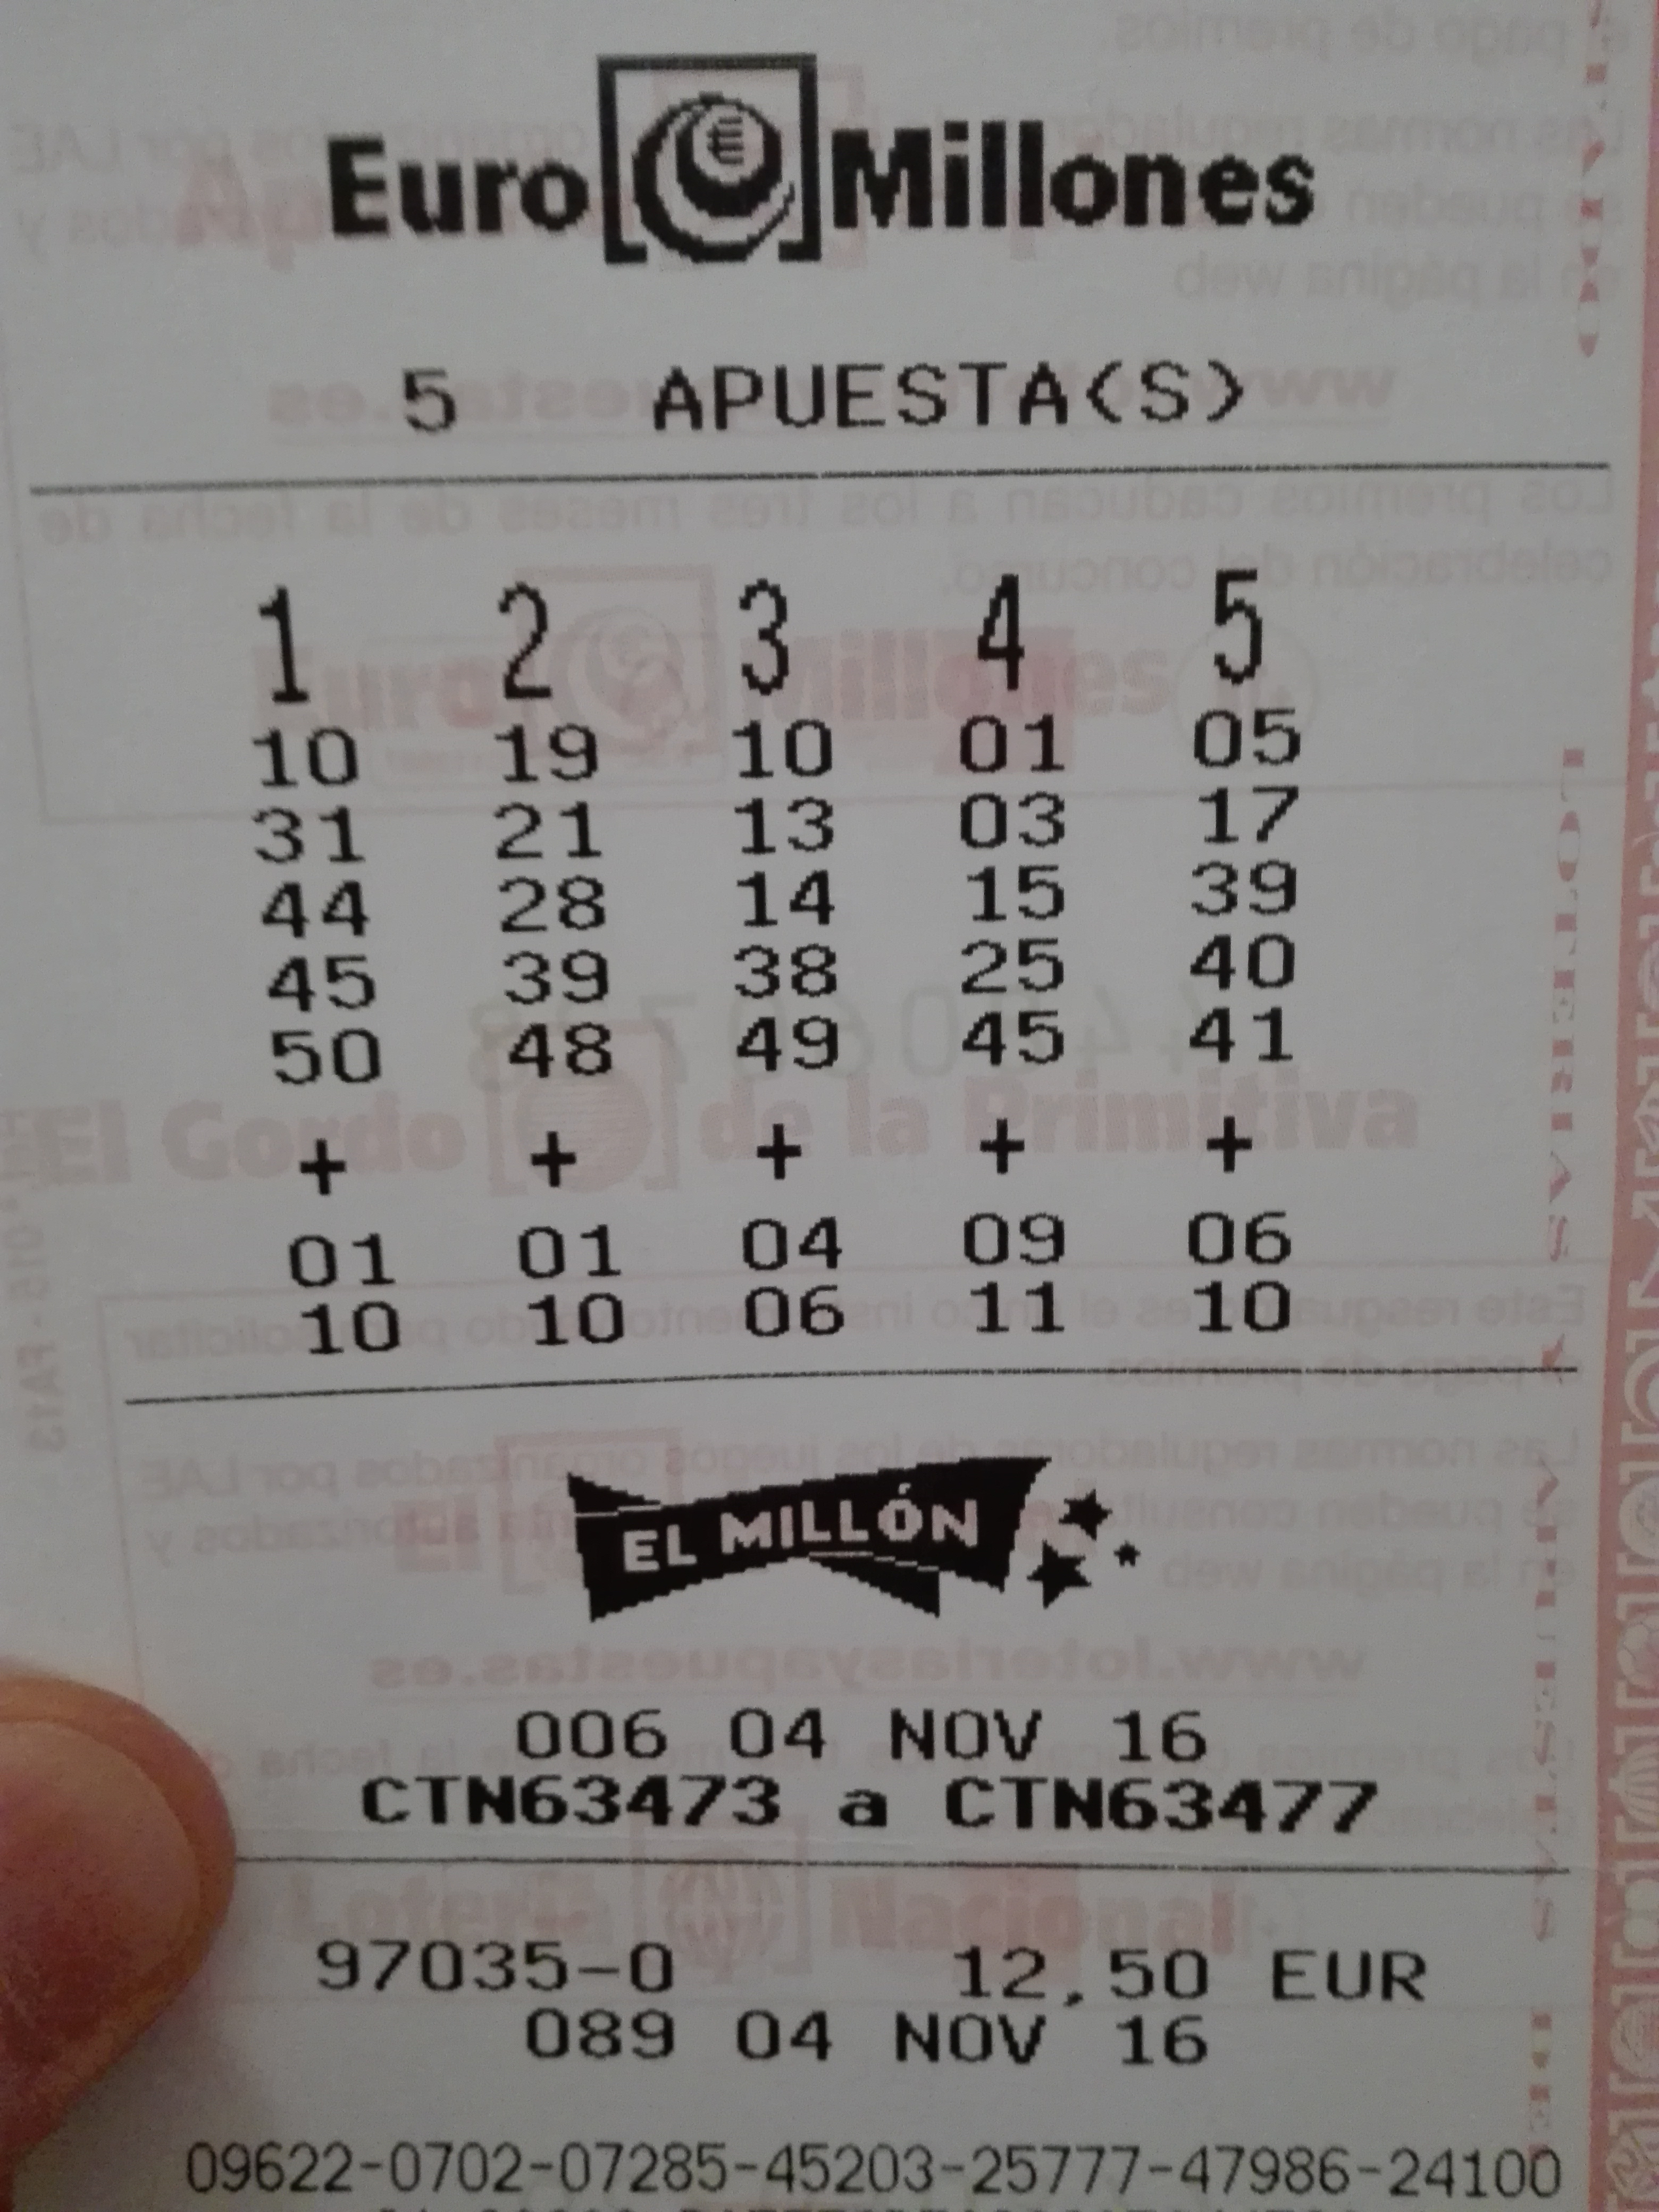 Euro Millones
5 APUESTA(S)
1 2 3 4 5
10 19 10 01 05
31 21 13 03 17
44 28 14 15 39
45 39 38 25 40
50 48 49 45 41
+ + + + +
01 01 04 09 06
10 10 06 11 10
EL MILLÓN
006 04 NOV 16
CTN63473 a CTN63477
97035-0 12,50 EUR
089 04 NOV 16
09622-0702-07285-45203-25777-47986-24100